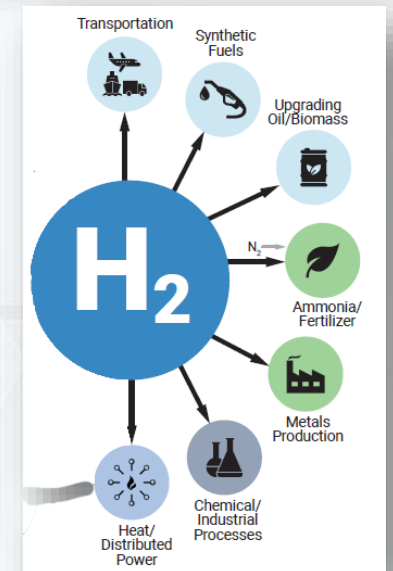 Transportation
Synthetic
Fuels
Upgrading
Oil/Biomass
H₂
N₂
Ammonia/
Fertilizer
Metals
Production
Chemical/
Industrial
Processes
Heat/
Distributed
Power